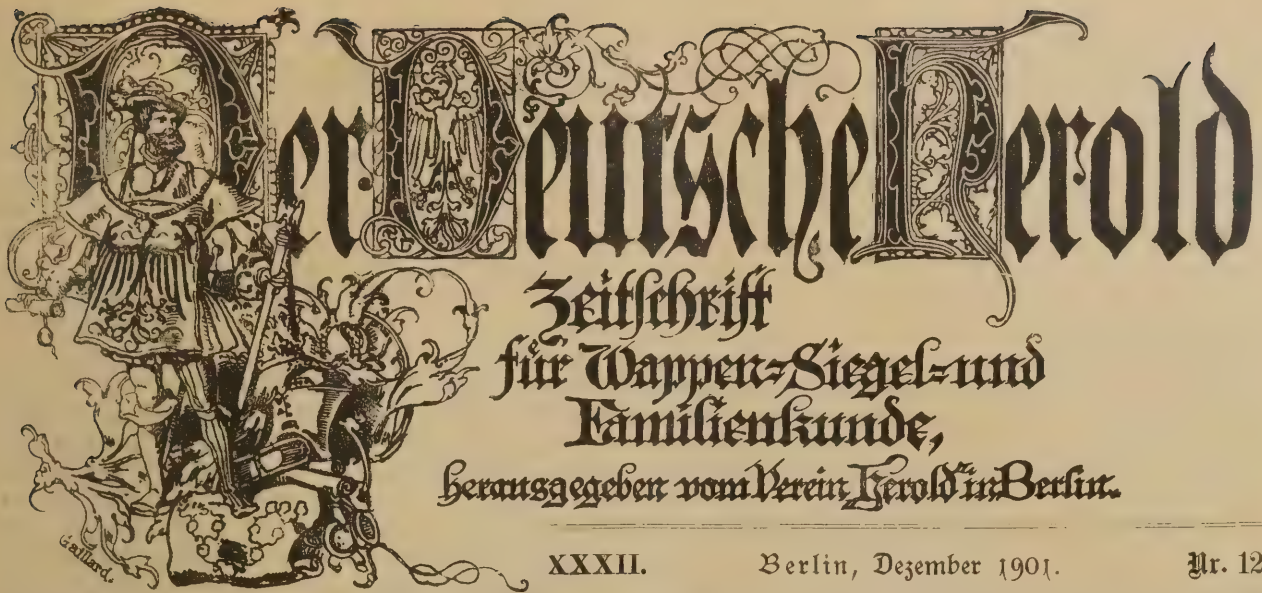 Der Deutsche Herold
Zeitschrift
für Wappen-Siegel-und
Familienkunde,
herausgegeben vom Verein „Herold“ in Berlin.
Gaillard.
XXXII. Berlin, Dezember 1901. Nr. 12